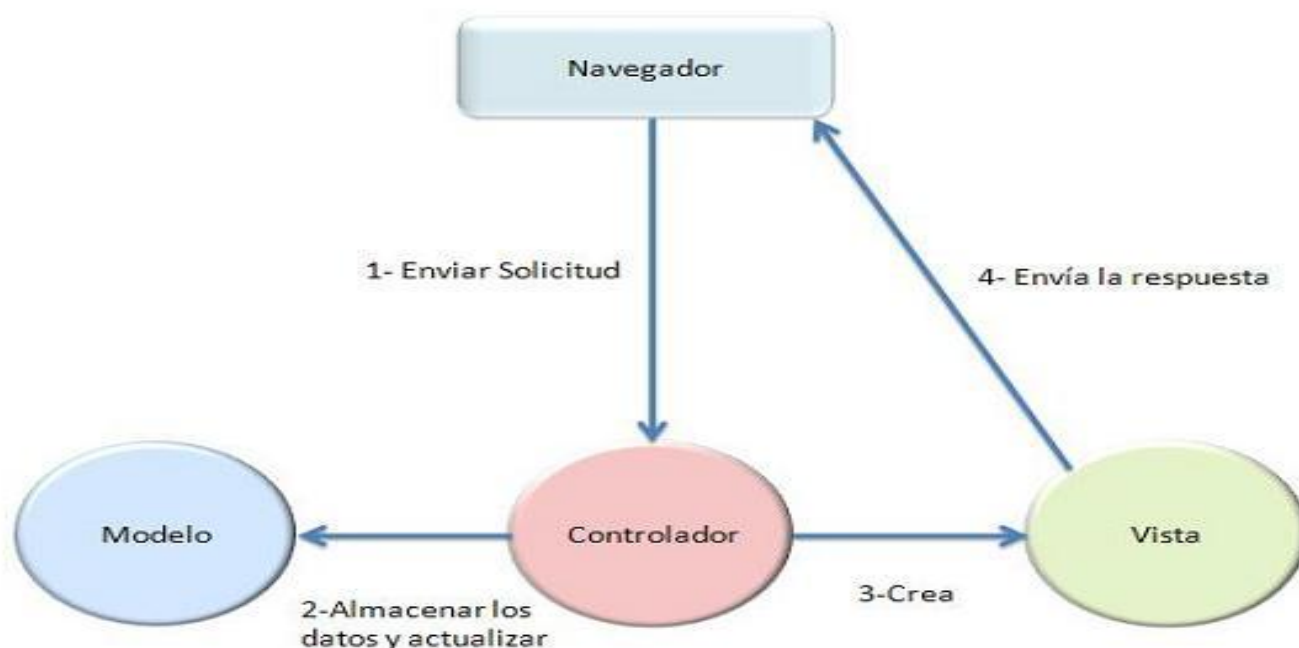 Navegador
1- Enviar Solicitud
4- Envía la respuesta
Modelo
Controlador
Vista
2-Almacenar los
datos y actualizar
3-Crea